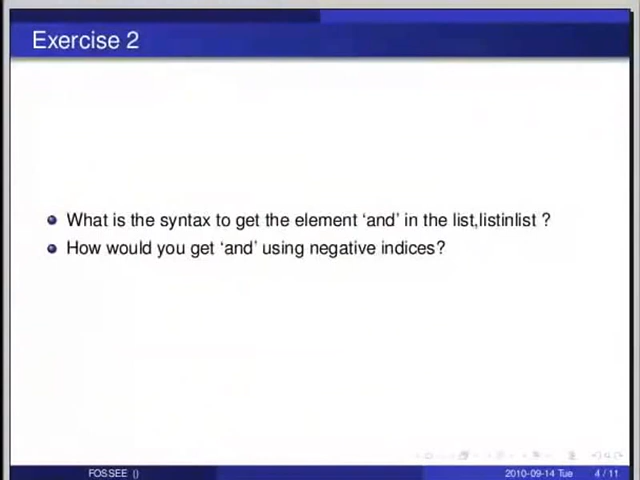 Exercise 2
What is the syntax to get the element ‘and’ in the list,listinlist ?
How would you get ‘and’ using negative indices?
FOSSEE ()
2010-09-14 Tue
4 / 11